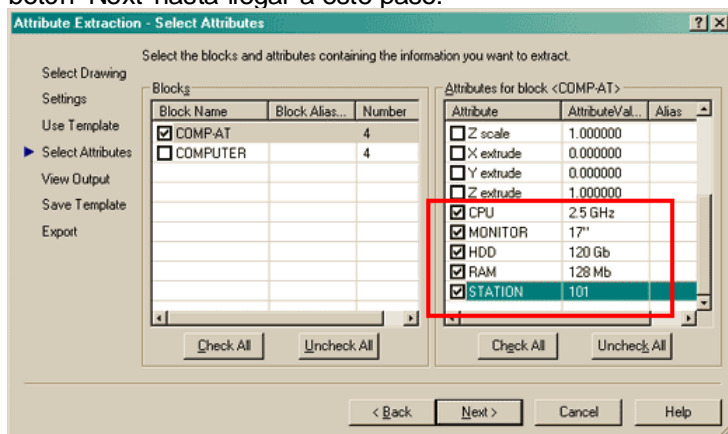 botón 'Next' hasta llegar a este paso.
Attribute Extraction - Select Attributes
Select the blocks and attributes containing the information you want to extract.
Select Drawing
Settings
Use Template
Select Attributes
View Output
Save Template
Export
Blocks
Block Name Block Alias... Number
COMP-AT 4
COMPUTER 4
Check All Uncheck All
Attributes for block <COMP-AT>
Attribute AttributeVal... Alias
Z scale 1.000000
X extrude 0.000000
Y extrude 0.000000
Z extrude 1.000000
CPU 2.5 GHz
MONITOR 17''
HDD 120 Gb
RAM 128 Mb
STATION 101
Check All Uncheck All
< Back Next > Cancel Help